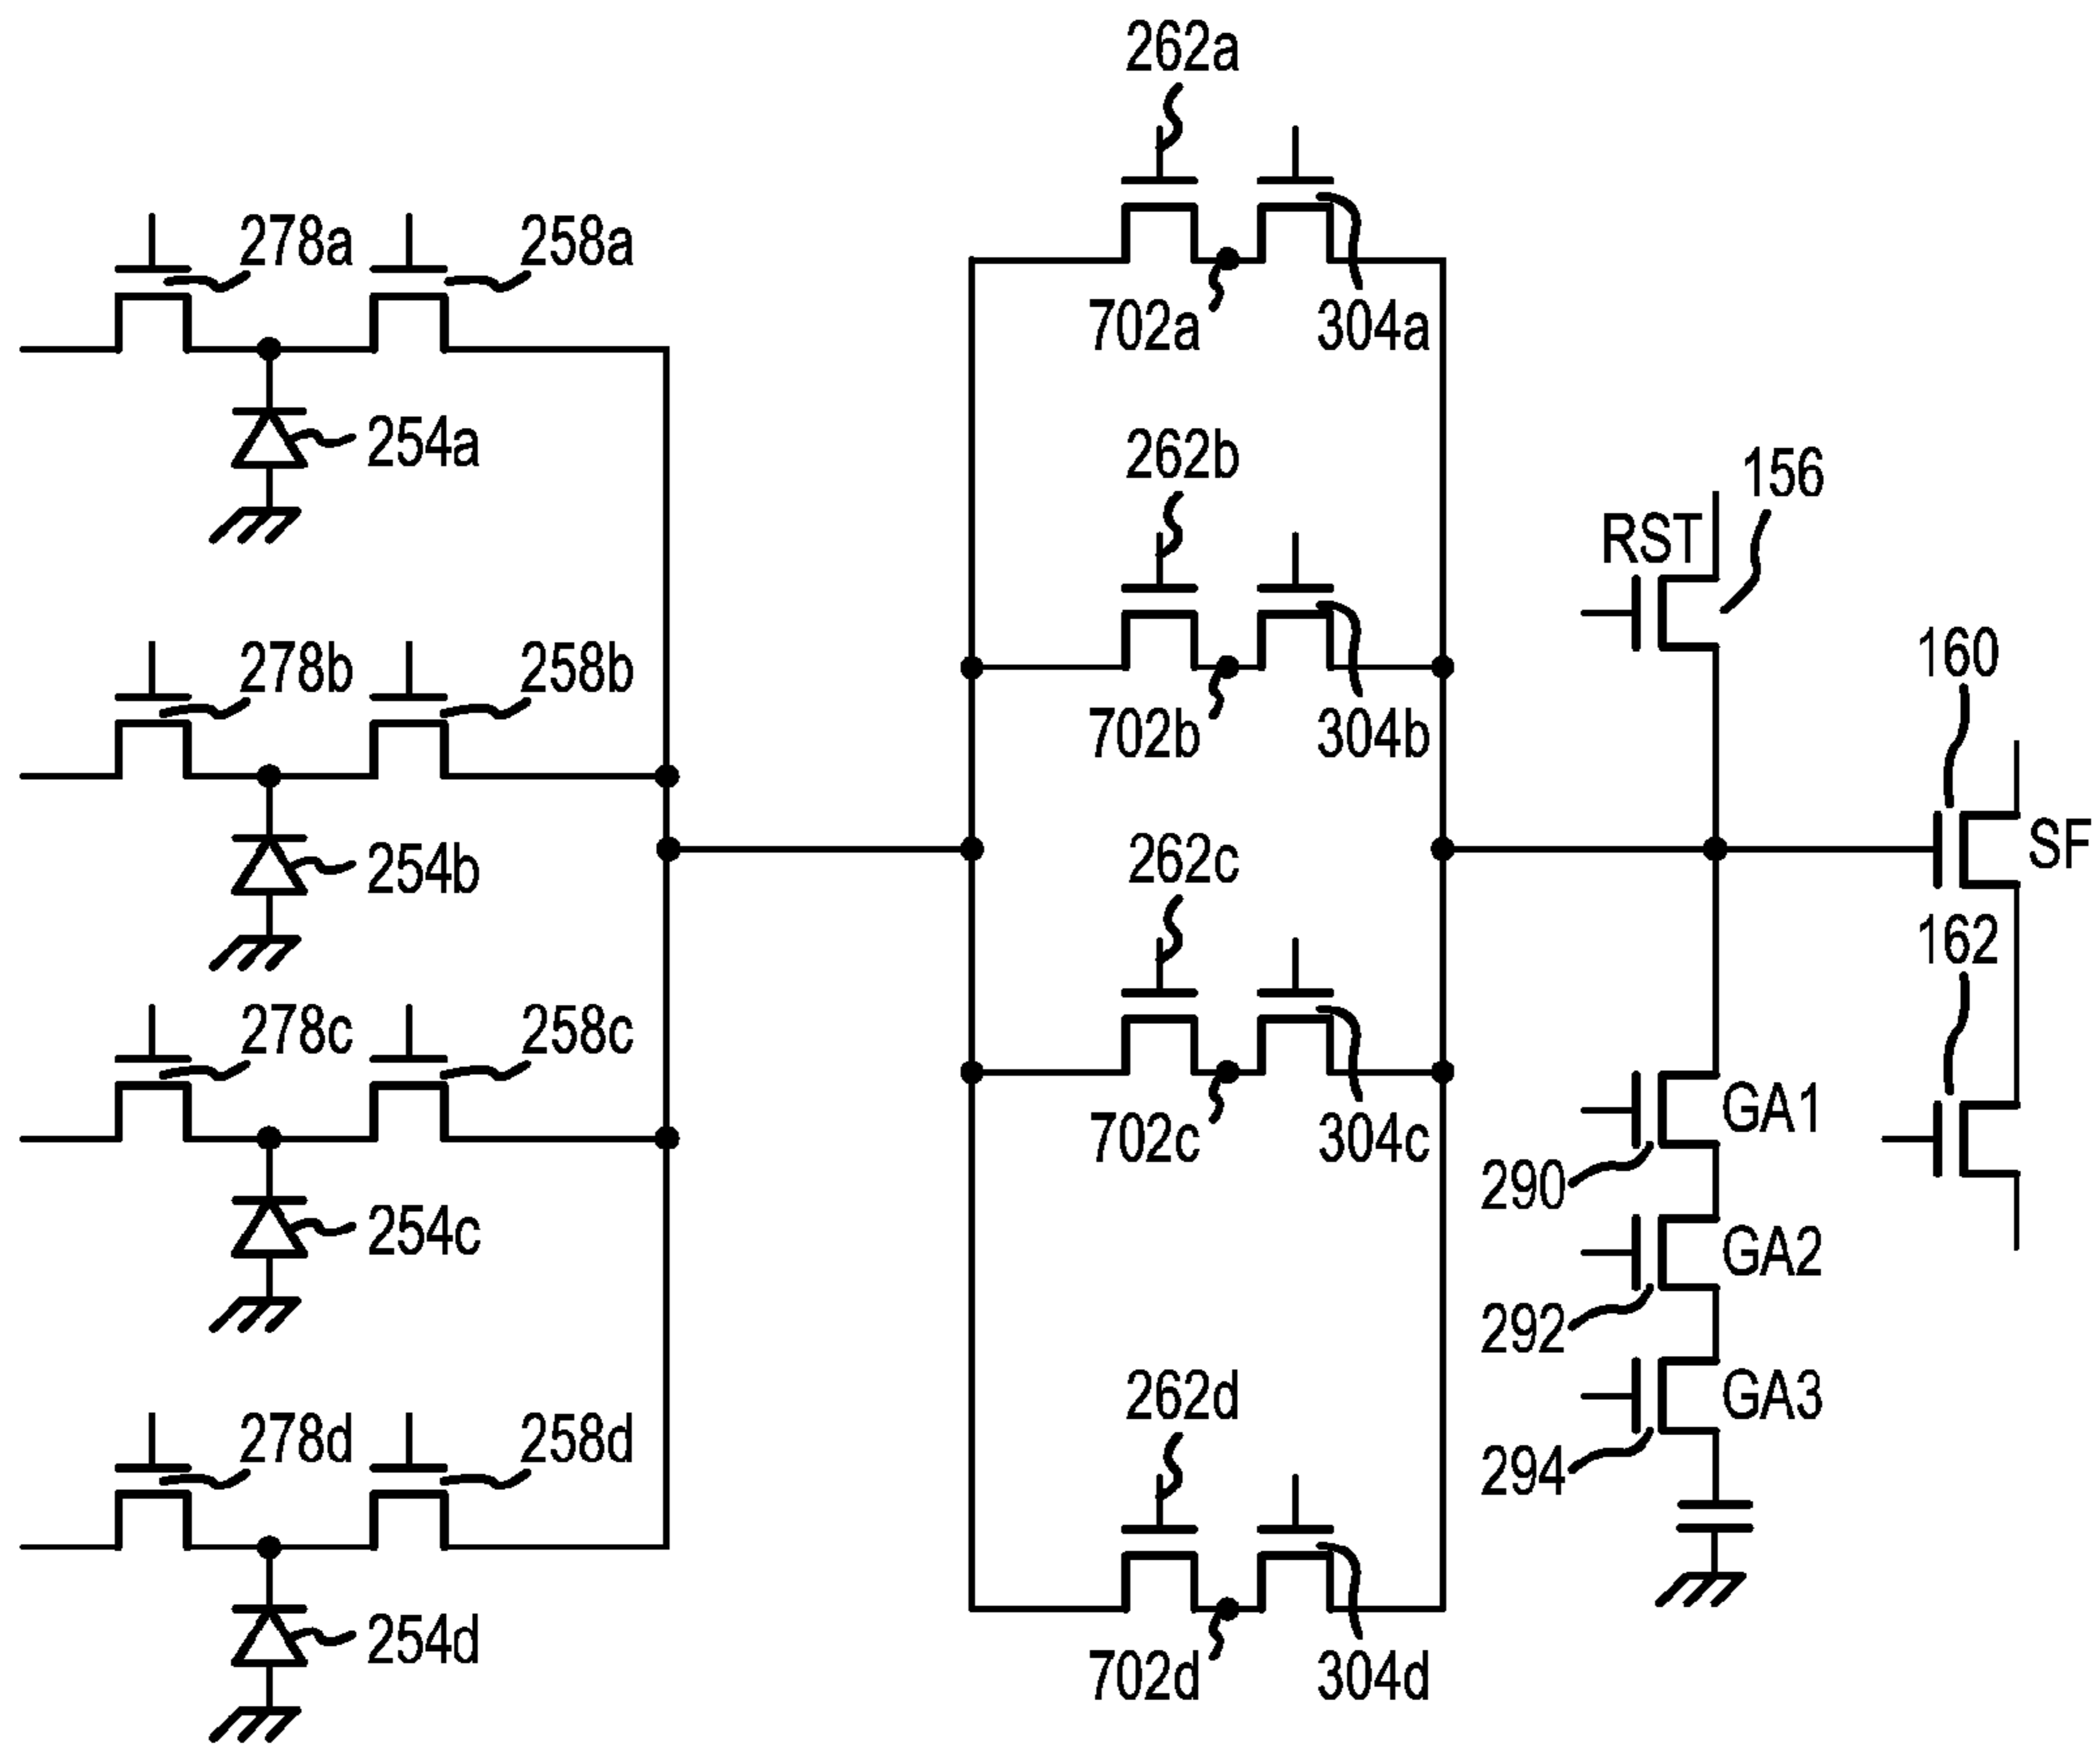 262a
278a
258a
702a
304a
254a
262b
156
RST
278b
258b
160
702b
304b
SF
254b
262c
162
278c
258c
GA1
702c
304c
290
254c
GA2
292
262d
GA3
278d
258d
294
254d
702d
304d